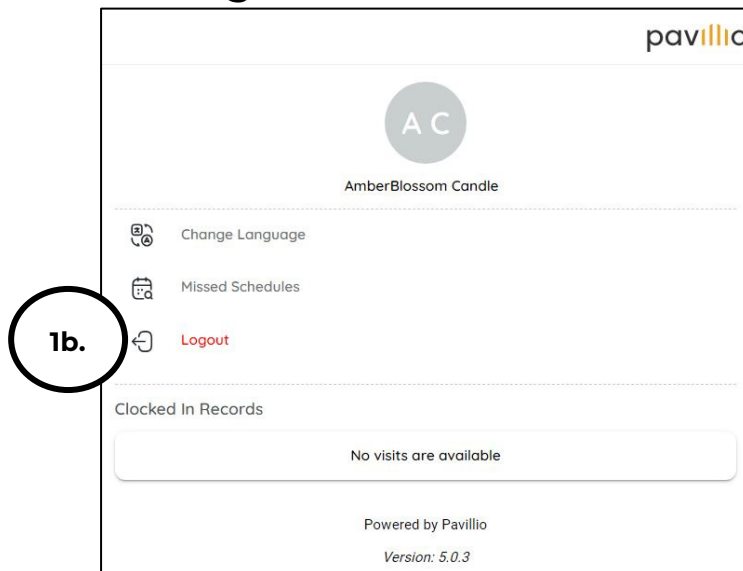 pavillio
A C
AmberBlossom Candle
Change Language
Missed Schedules
1b.
Logout
Clocked In Records
No visits are available
Powered by Pavillio
Version: 5.0.3